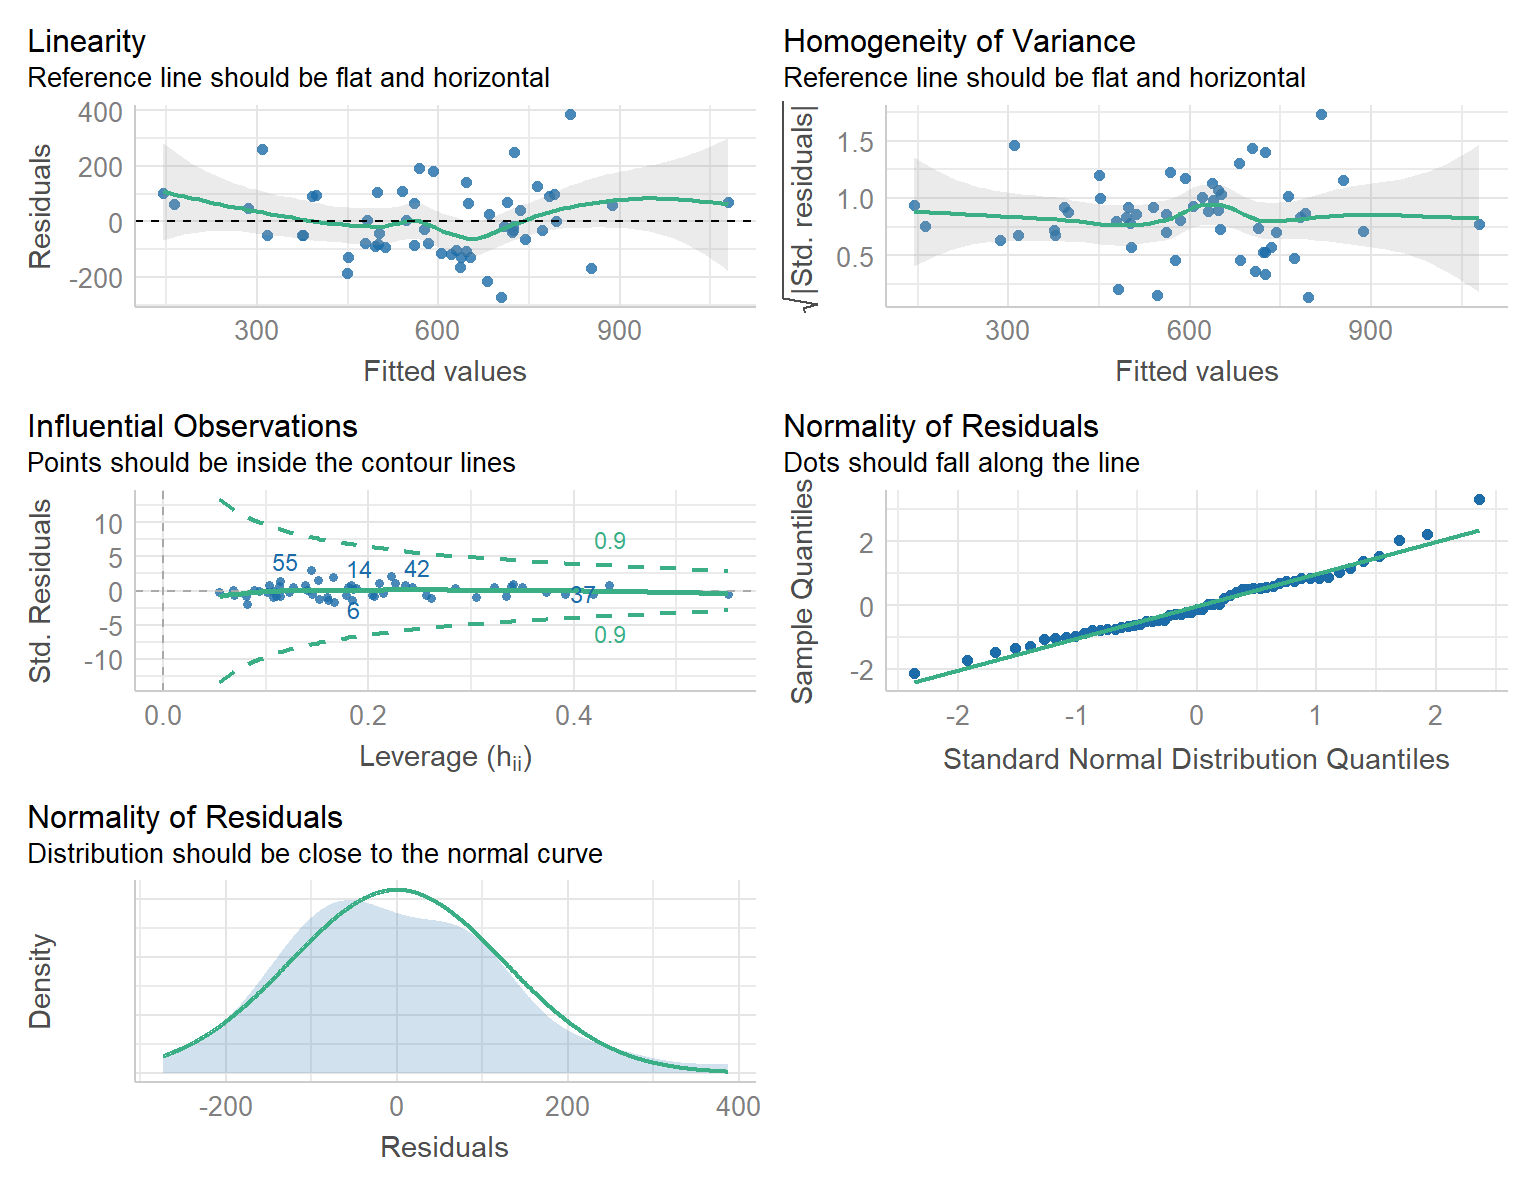 Linearity
Reference line should be flat and horizontal
400
200
0
-200
Residuals
300 600 900
Fitted values
Homogeneity of Variance
Reference line should be flat and horizontal
1.5
1.0
0.5
√|Std. residuals|
300 600 900
Fitted values
Influential Observations
Points should be inside the contour lines
10
5
0
-5
-10
Std. Residuals
0.9
55 14 42
37
6
0.9
0.0 0.2 0.4
Leverage (hii)
Normality of Residuals
Dots should fall along the line
2
0
-2
Sample Quantiles
-2 -1 0 1 2
Standard Normal Distribution Quantiles
Normality of Residuals
Distribution should be close to the normal curve
Density
-200 0 200 400
Residuals